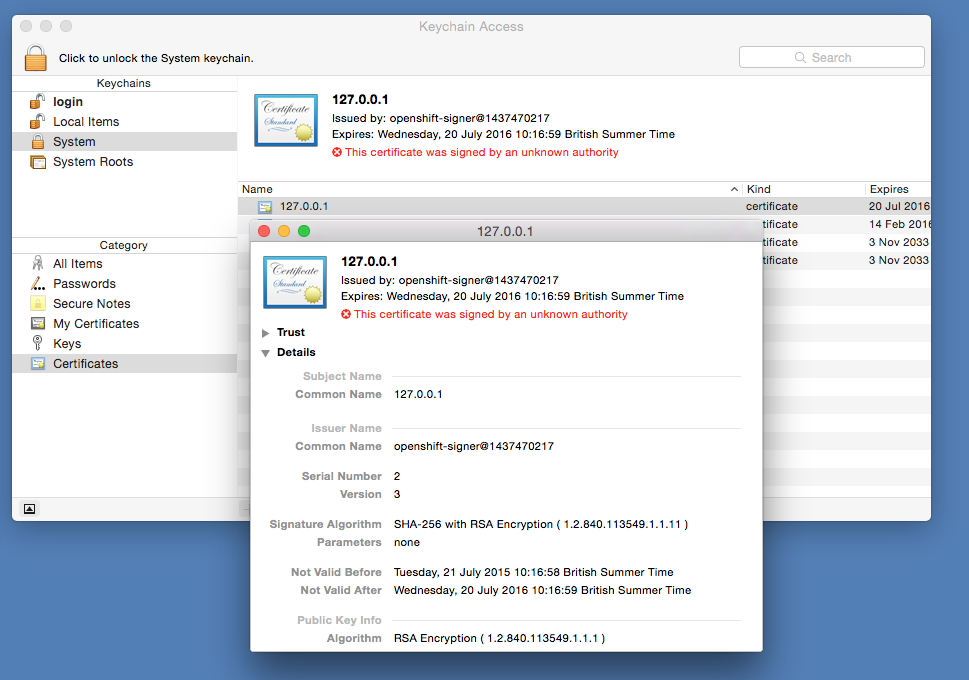 Keychain Access
Click to unlock the System keychain.
Search
Keychains
login
Local Items
System
System Roots
Category
All Items
Passwords
Secure Notes
My Certificates
Keys
Certificates
Certificate
Standard
127.0.0.1
Issued by: openshift-signer@1437470217
Expires: Wednesday, 20 July 2016 10:16:59 British Summer Time
This certificate was signed by an unknown authority
Name Kind Expires
127.0.0.1 certificate 20 Jul 2016
tificate 14 Feb 2016
tificate 3 Nov 2033
tificate 3 Nov 2033
127.0.0.1
Certificate
Standard
127.0.0.1
Issued by: openshift-signer@1437470217
Expires: Wednesday, 20 July 2016 10:16:59 British Summer Time
This certificate was signed by an unknown authority
Trust
Details
Subject Name
Common Name 127.0.0.1
Issuer Name
Common Name openshift-signer@1437470217
Serial Number 2
Version 3
Signature Algorithm SHA-256 with RSA Encryption ( 1.2.840.113549.1.1.11 )
Parameters none
Not Valid Before Tuesday, 21 July 2015 10:16:58 British Summer Time
Not Valid After Wednesday, 20 July 2016 10:16:59 British Summer Time
Public Key Info
Algorithm RSA Encryption ( 1.2.840.113549.1.1.1 )